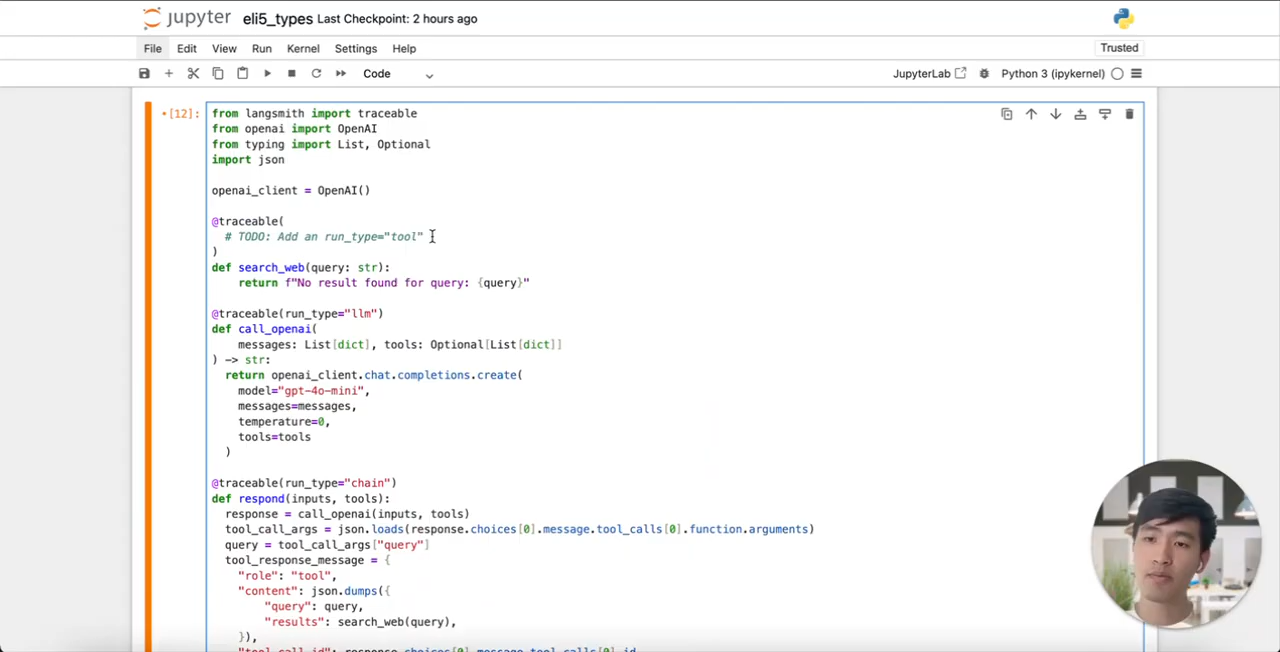 jupyter eli5_types Last Checkpoint: 2 hours ago
File Edit View Run Kernel Settings Help Trusted
Code JupyterLab Python 3 (ipykernel)
[12]:
from langsmith import traceable
from openai import OpenAI
from typing import List, Optional
import json
openai_client = OpenAI()
@traceable(
# TODO: Add an run_type="tool"
)
def search_web(query: str):
return f"No result found for query: {query}"
@traceable(run_type="llm")
def call_openai(
messages: List[dict], tools: Optional[List[dict]]
) -> str:
return openai_client.chat.completions.create(
model="gpt-4o-mini",
messages=messages,
temperature=0,
tools=tools
)
@traceable(run_type="chain")
def respond(inputs, tools):
response = call_openai(inputs, tools)
tool_call_args = json.loads(response.choices[0].message.tool_calls[0].function.arguments)
query = tool_call_args["query"]
tool_response_message = {
"role": "tool",
"content": json.dumps({
"query": query,
"results": search_web(query),
}),
"tool_call_id": response.choices[0].message.tool_calls[0].id